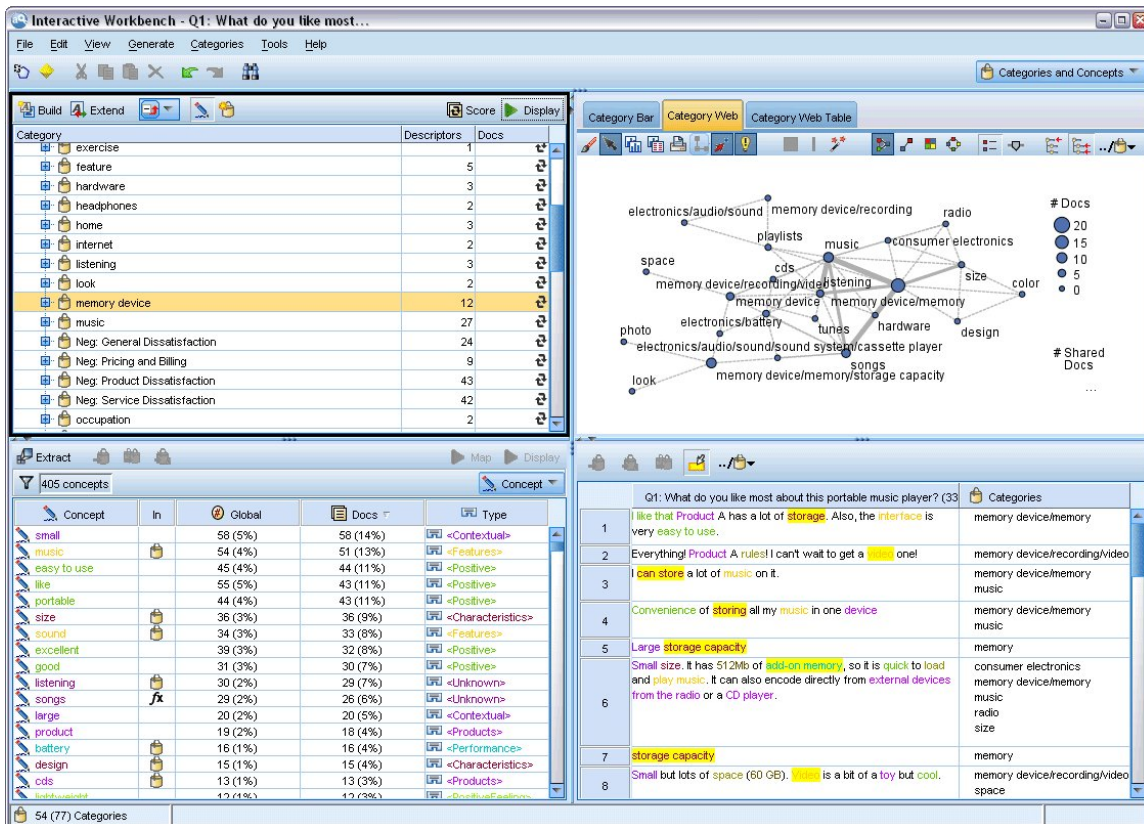 Interactive Workbench - Q1: What do you like most...
File Edit View Generate Categories Tools Help
Categories and Concepts
Build Extend Score Display
Category Descriptors Docs
exercise 1
feature 5
hardware 3
headphones 2
home 3
internet 2
listening 3
look 2
memory device 12
music 27
Neg: General Dissatisfaction 24
Neg: Pricing and Billing 9
Neg: Product Dissatisfaction 43
Neg: Service Dissatisfaction 42
occupation 2
Category Bar Category Web Category Web Table
../
# Docs
20
15
10
5
0
# Shared
Docs
...
electronics/audio/sound
memory device/recording
radio
playlists
music
consumer electronics
space
cds
size
memory device/recording/video
listening
color
memory device
memory device/memory
photo
electronics/battery
tunes
hardware
design
electronics/audio/sound/sound system/cassette player
songs
look
memory device/memory/storage capacity
Extract Map Display
405 concepts Concept
Concept In Global Docs Type
small 58 (5%) 58 (14%) <Contextual>
music 54 (4%) 51 (13%) <Features>
easy to use 45 (4%) 44 (11%) <Positive>
like 55 (5%) 43 (11%) <Positive>
portable 44 (4%) 43 (11%) <Positive>
size 36 (3%) 36 (9%) <Characteristics>
sound 34 (3%) 33 (8%) <Features>
excellent 39 (3%) 32 (8%) <Positive>
good 31 (3%) 30 (7%) <Positive>
listening 30 (2%) 29 (7%) <Unknown>
songs fx 29 (2%) 26 (6%) <Unknown>
large 20 (2%) 20 (5%) <Contextual>
product 19 (2%) 18 (4%) <Products>
battery 16 (1%) 16 (4%) <Performance>
design 15 (1%) 15 (4%) <Characteristics>
cds 13 (1%) 13 (3%) <Products>
lightweight 12 (1%) 12 (3%) <PositiveFeeling>
../
Q1: What do you like most about this portable music player? (33 Categories
1 I like that Product A has a lot of storage. Also, the interface is memory device/memory
very easy to use.
2 Everything! Product A rules! I can't wait to get a video one! memory device/recording/video
3 I can store a lot of music on it. memory device/memory
music
4 Convenience of storing all my music in one device memory device/memory
music
5 Large storage capacity memory
6 Small size. It has 512Mb of add-on memory, so it is quick to load consumer electronics
and play music. It can also encode directly from external devices memory device/memory
from the radio or a CD player. music
radio
size
7 storage capacity memory
8 Small but lots of space (60 GB). Video is a bit of a toy but cool. memory device/recording/video
space
54 (77) Categories